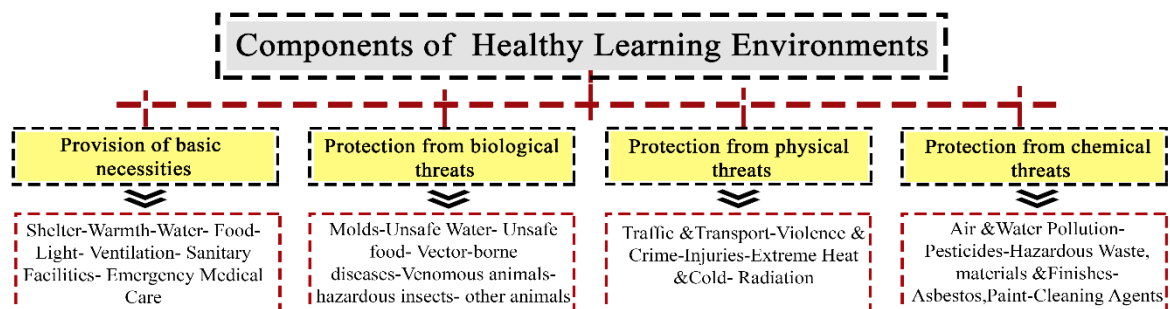 Components of Healthy Learning Environments
Provision of basic
necessities
Shelter-Warmth-Water- Food-
Light- Ventilation- Sanitary
Facilities- Emergency Medical
Care
Protection from biological
threats
Molds-Unsafe Water- Unsafe
food- Vector-borne
diseases-Venomous animals-
hazardous insects- other animals
Protection from physical
threats
Traffic &Transport-Violence &
Crime-Injuries-Extreme Heat
&Cold- Radiation
Protection from chemical
threats
Air &Water Pollution-
Pesticides-Hazardous Waste,
materials &Finishes-
Asbestos,Paint-Cleaning Agents